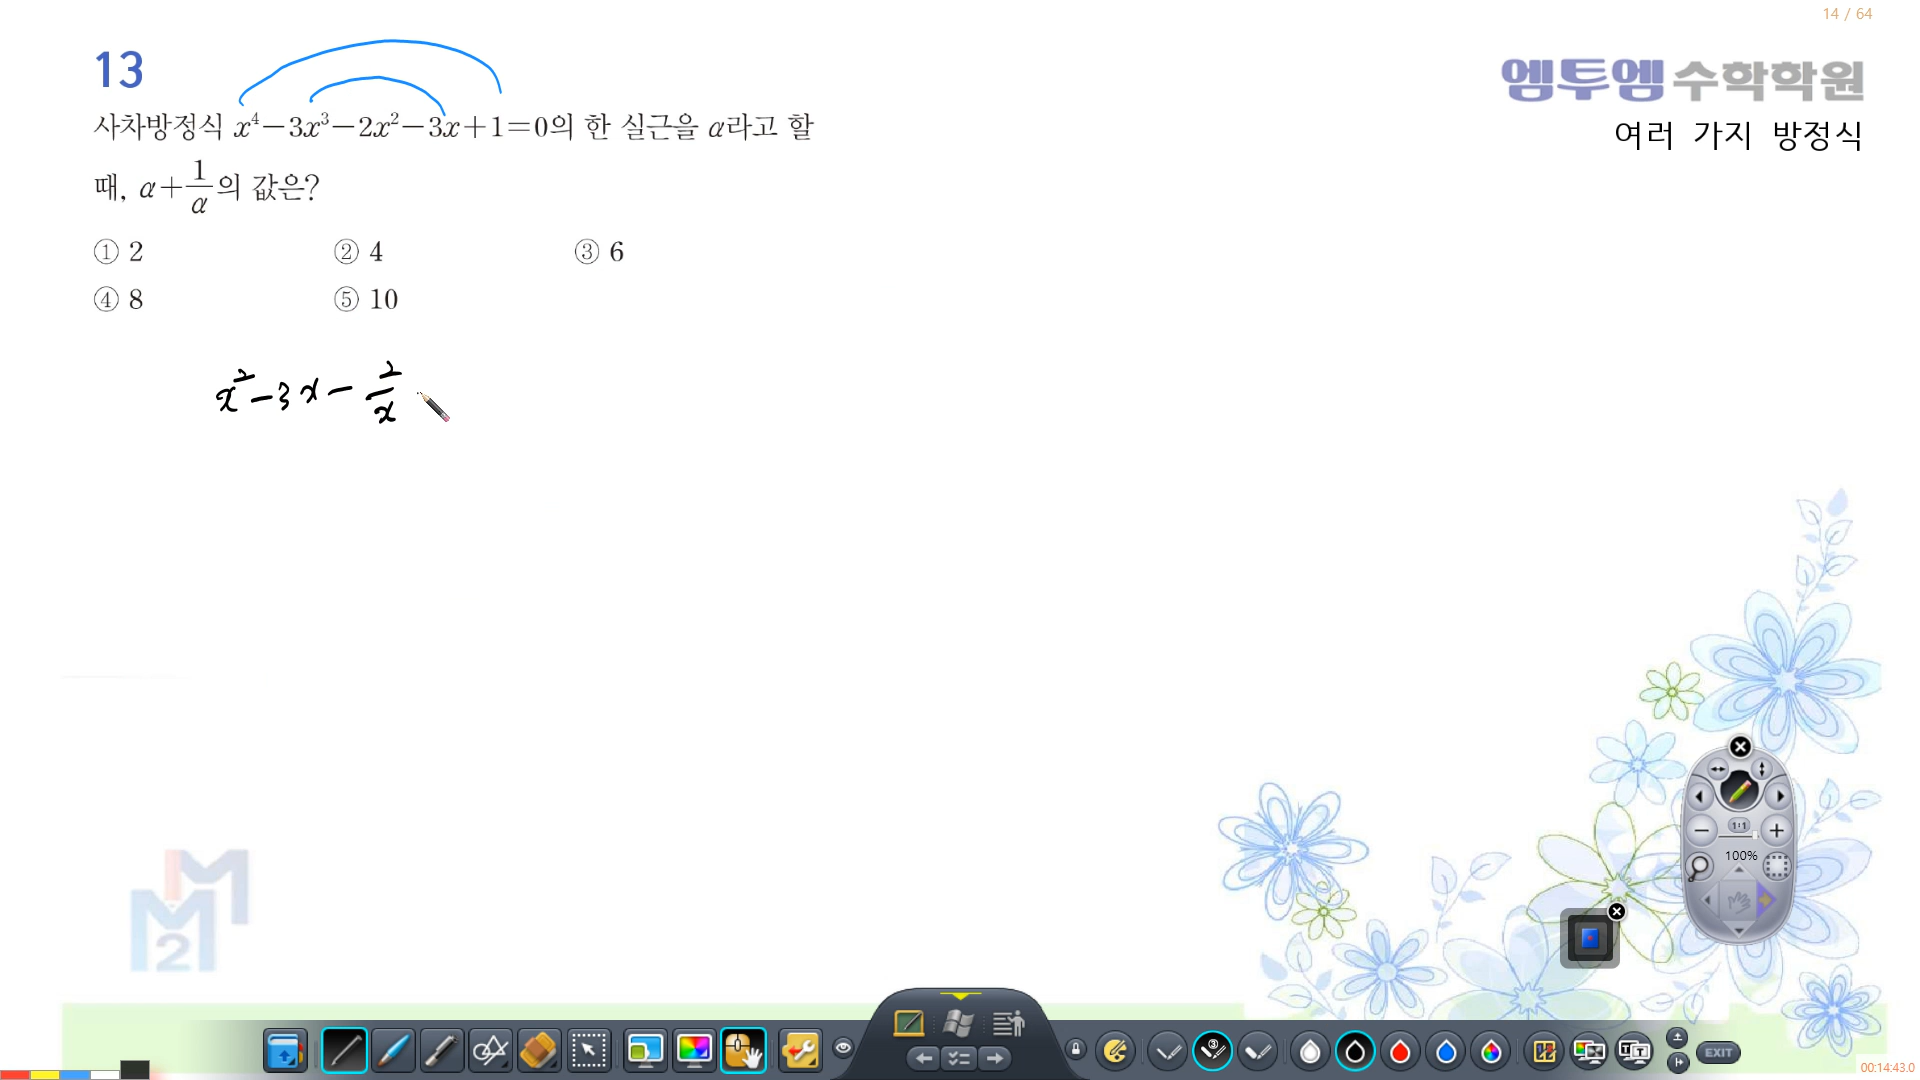 14 / 64
13
엠투엠 수학학원
여러 가지 방정식
사차방정식 x⁴−3x³−2x²−3x+1=0의 한 실근을 α라고 할
때, α+1/α의 값은?
① 2 ② 4 ③ 6
④ 8 ⑤ 10
x²−3x−2/x
1:1
100%
M2M
EXIT
00:14:43.0